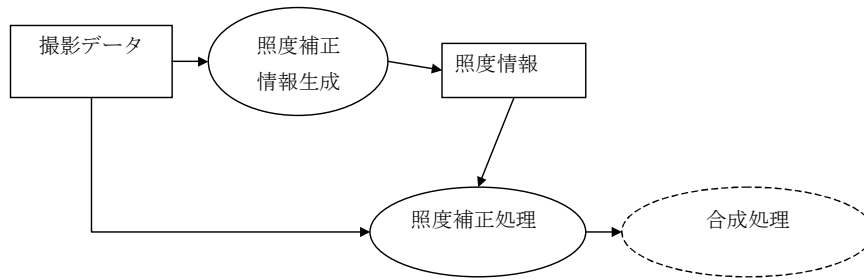 撮影データ
照度補正
情報生成
照度情報
照度補正処理
合成処理